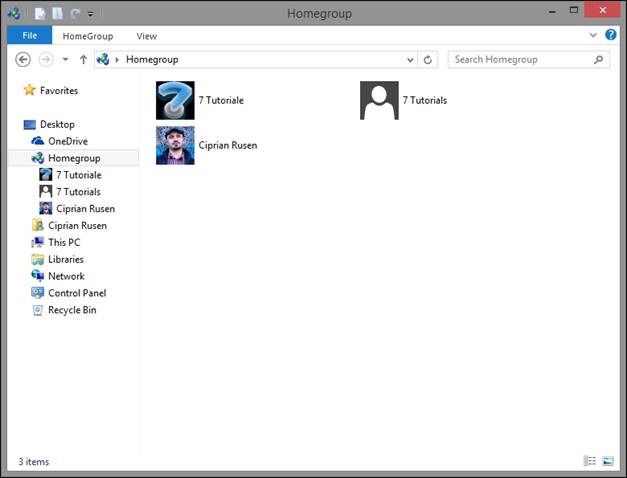 Homegroup
File HomeGroup View
Homegroup
Search Homegroup
Favorites
Desktop
OneDrive
Homegroup
7 Tutoriale
7 Tutorials
Ciprian Rusen
Ciprian Rusen
This PC
Libraries
Network
Control Panel
Recycle Bin
7 Tutoriale
7 Tutorials
Ciprian Rusen
3 items